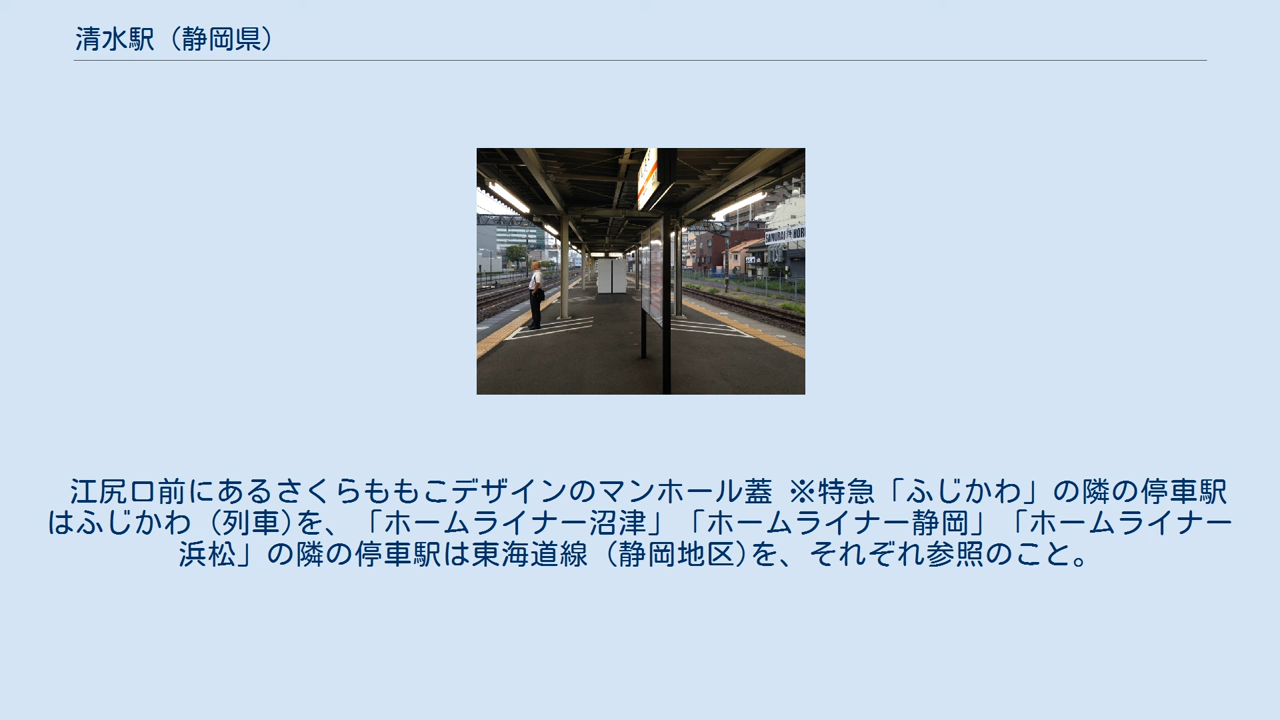 清水駅（静岡県）
江尻口前にあるさくらももこデザインのマンホール蓋 ※特急「ふじかわ」の隣の停車駅
はふじかわ (列車)を、「ホームライナー沼津」「ホームライナー静岡」「ホームライナー
浜松」の隣の停車駅は東海道線 (静岡地区)を、それぞれ参照のこと。